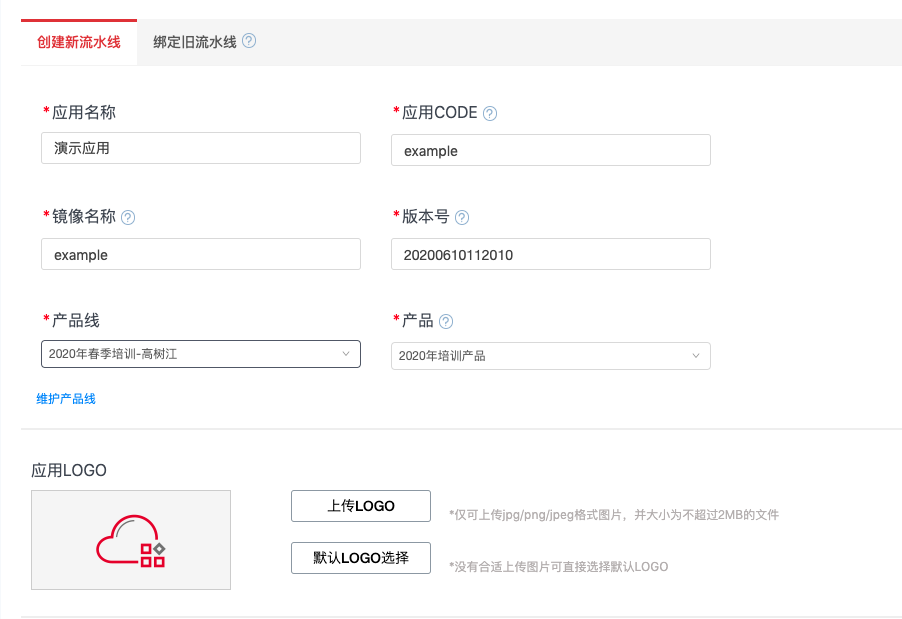 创建新流水线 绑定旧流水线 ?
*应用名称 *应用CODE ?
演示应用 example
*镜像名称 ? *版本号 ?
example 20200610112010
*产品线 *产品 ?
2020年春季培训-高树江 2020年培训产品
维护产品线
应用LOGO
上传LOGO *仅可上传jpg/png/jpeg格式图片，并大小为不超过2MB的文件
默认LOGO选择 *没有合适上传图片可直接选择默认LOGO